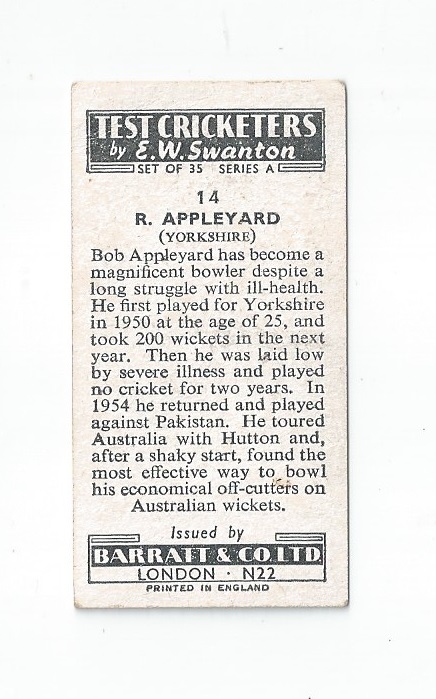 TEST CRICKETERS
by E.W. Swanton
SET OF 35 SERIES A
14
R. APPLEYARD
(YORKSHIRE)
Bob Appleyard has become a
magnificent bowler despite a
long struggle with ill-health.
He first played for Yorkshire
in 1950 at the age of 25, and
took 200 wickets in the next
year. Then he was laid low
by severe illness and played
no cricket for two years. In
1954 he returned and played
against Pakistan. He toured
Australia with Hutton and,
after a shaky start, found the
most effective way to bowl
his economical off-cutters on
Australian wickets.
Issued by
BARRATT & CO. LTD.
LONDON · N22
PRINTED IN ENGLAND